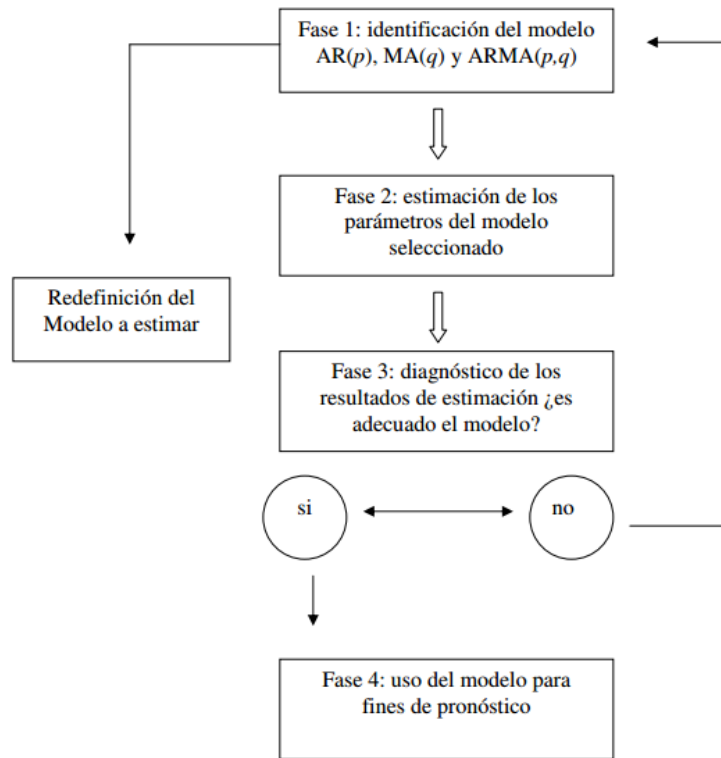 Fase 1: identificación del modelo
AR(p), MA(q) y ARMA(p,q)
Fase 2: estimación de los
parámetros del modelo
seleccionado
Redefinición del
Modelo a estimar
Fase 3: diagnóstico de los
resultados de estimación ¿es
adecuado el modelo?
si
no
Fase 4: uso del modelo para
fines de pronóstico